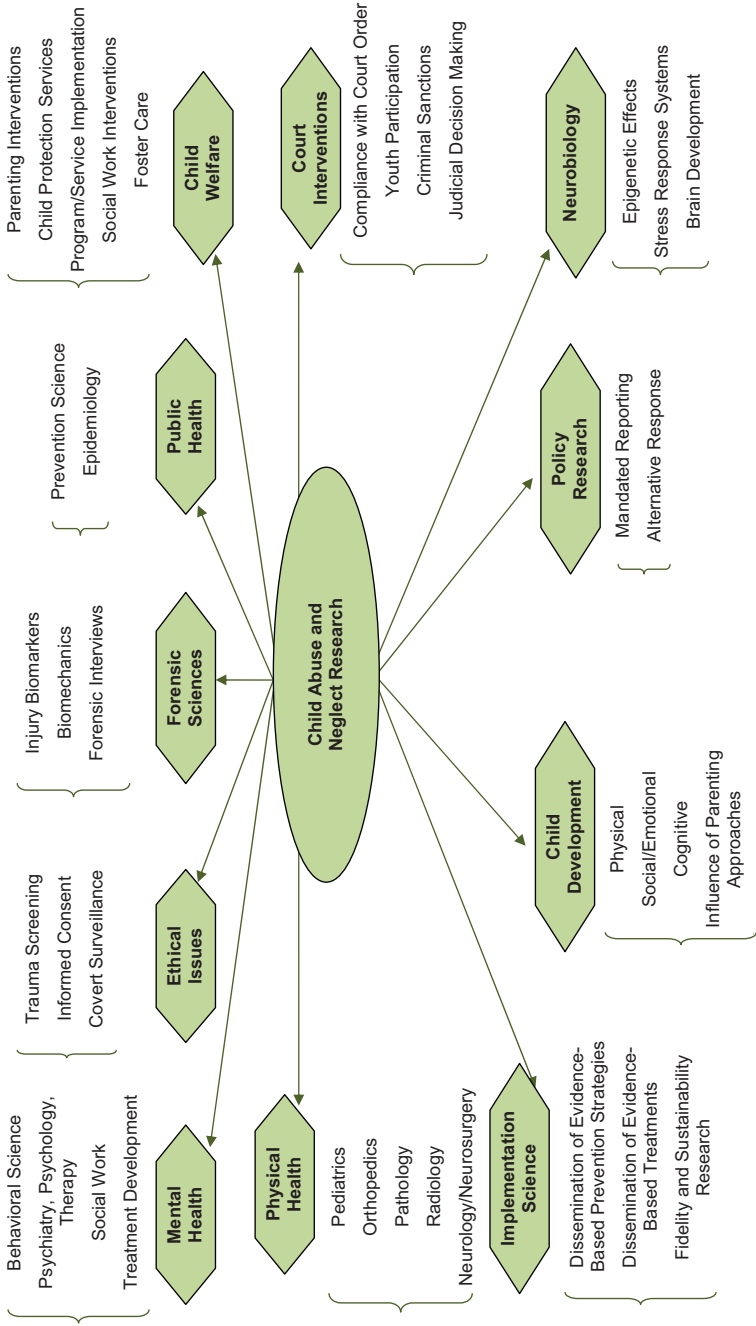 Behavioral Science
Psychiatry, Psychology,
Therapy
Social Work
Treatment Development
Mental
Health
Trauma Screening
Informed Consent
Covert Surveillance
Ethical
Issues
Injury Biomarkers
Biomechanics
Forensic Interviews
Forensic
Sciences
Prevention Science
Epidemiology
Public
Health
Parenting Interventions
Child Protection Services
Program/Service Implementation
Social Work Interventions
Foster Care
Child
Welfare
Physical
Health
Pediatrics
Orthopedics
Pathology
Radiology
Neurology/Neurosurgery
Child Abuse and
Neglect Research
Court
Interventions
Compliance with Court Order
Youth Participation
Criminal Sanctions
Judicial Decision Making
Implementation
Science
Dissemination of Evidence-
Based Prevention Strategies
Dissemination of Evidence-
Based Treatments
Fidelity and Sustainability
Research
Child
Development
Physical
Social/Emotional
Cognitive
Influence of Parenting
Approaches
Policy
Research
Mandated Reporting
Alternative Response
Neurobiology
Epigenetic Effects
Stress Response Systems
Brain Development